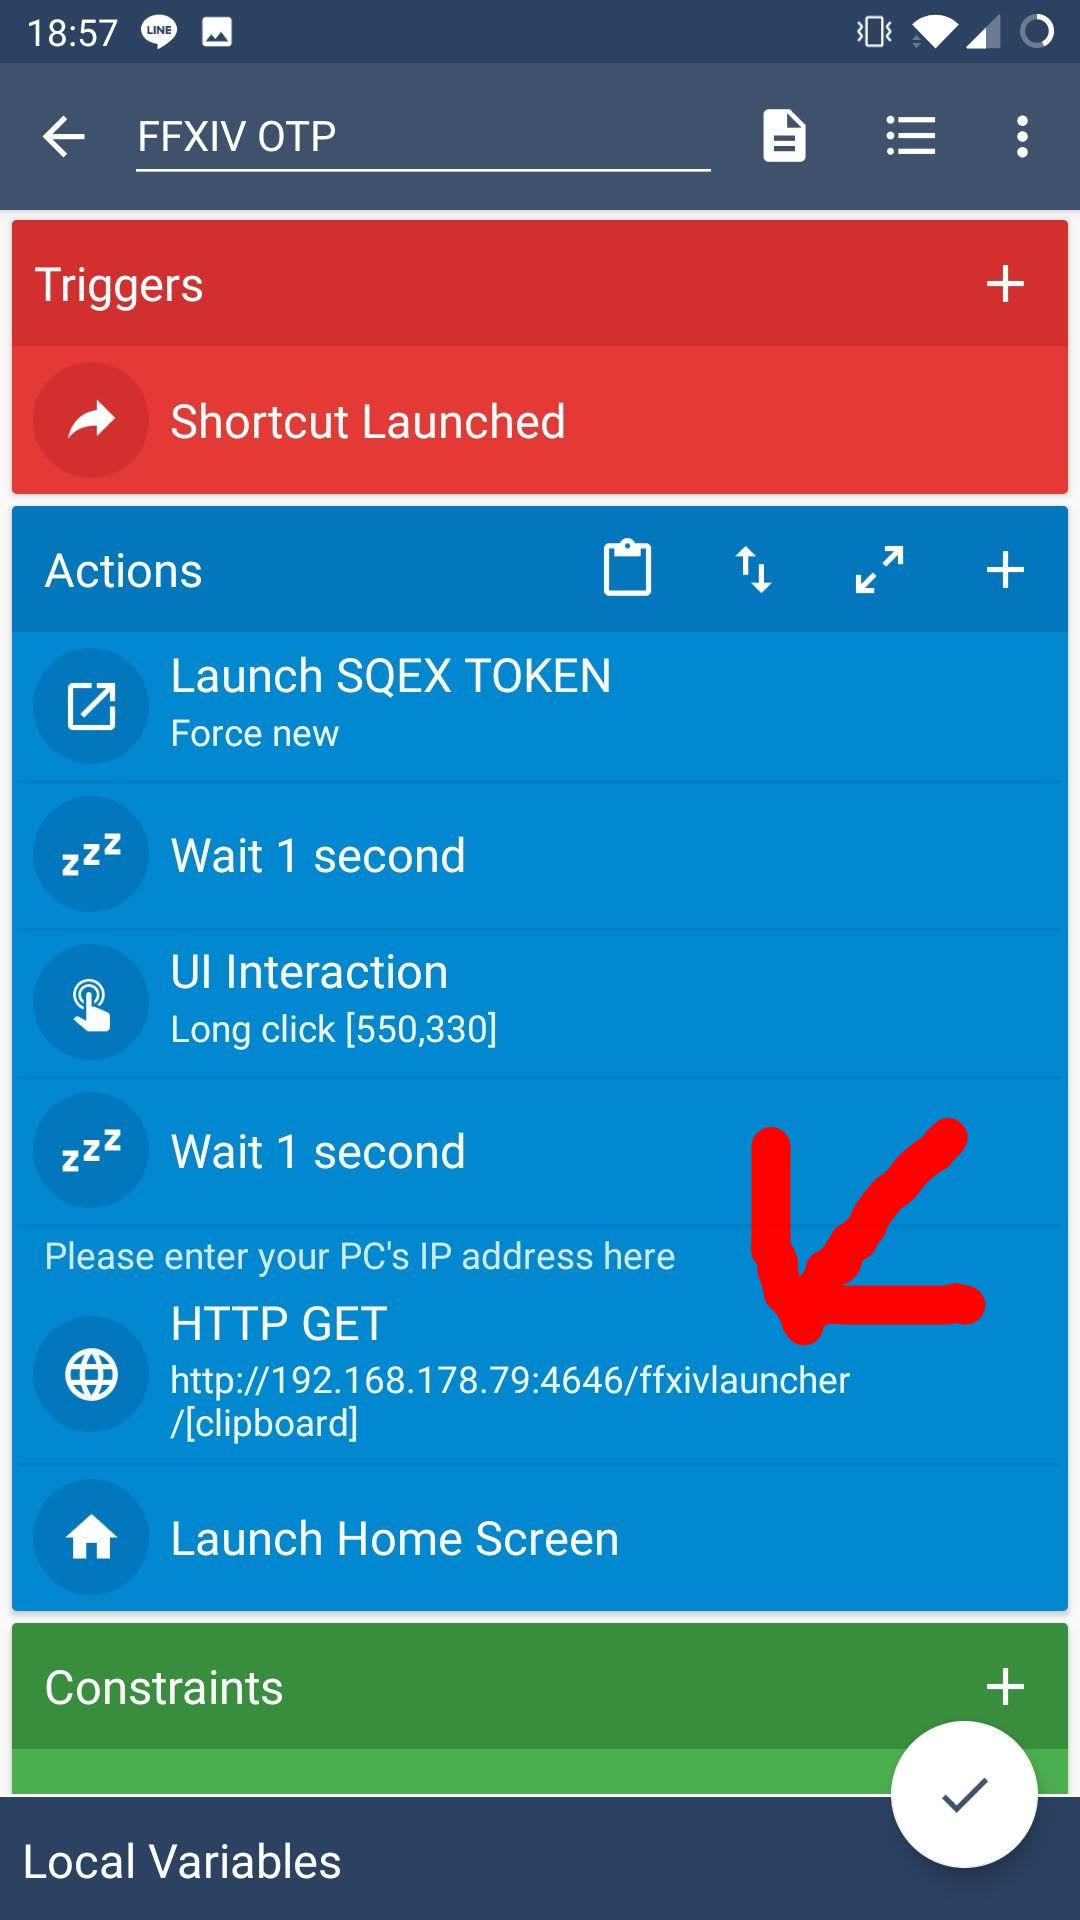 18:57 LINE
FFXIV OTP
Triggers
Shortcut Launched
Actions
Launch SQEX TOKEN
Force new
zzz
Wait 1 second
UI Interaction
Long click [550,330]
zzz
Wait 1 second
Please enter your PC's IP address here
HTTP GET
http://192.168.178.79:4646/ffxivlauncher
/[clipboard]
Launch Home Screen
Constraints
Local Variables